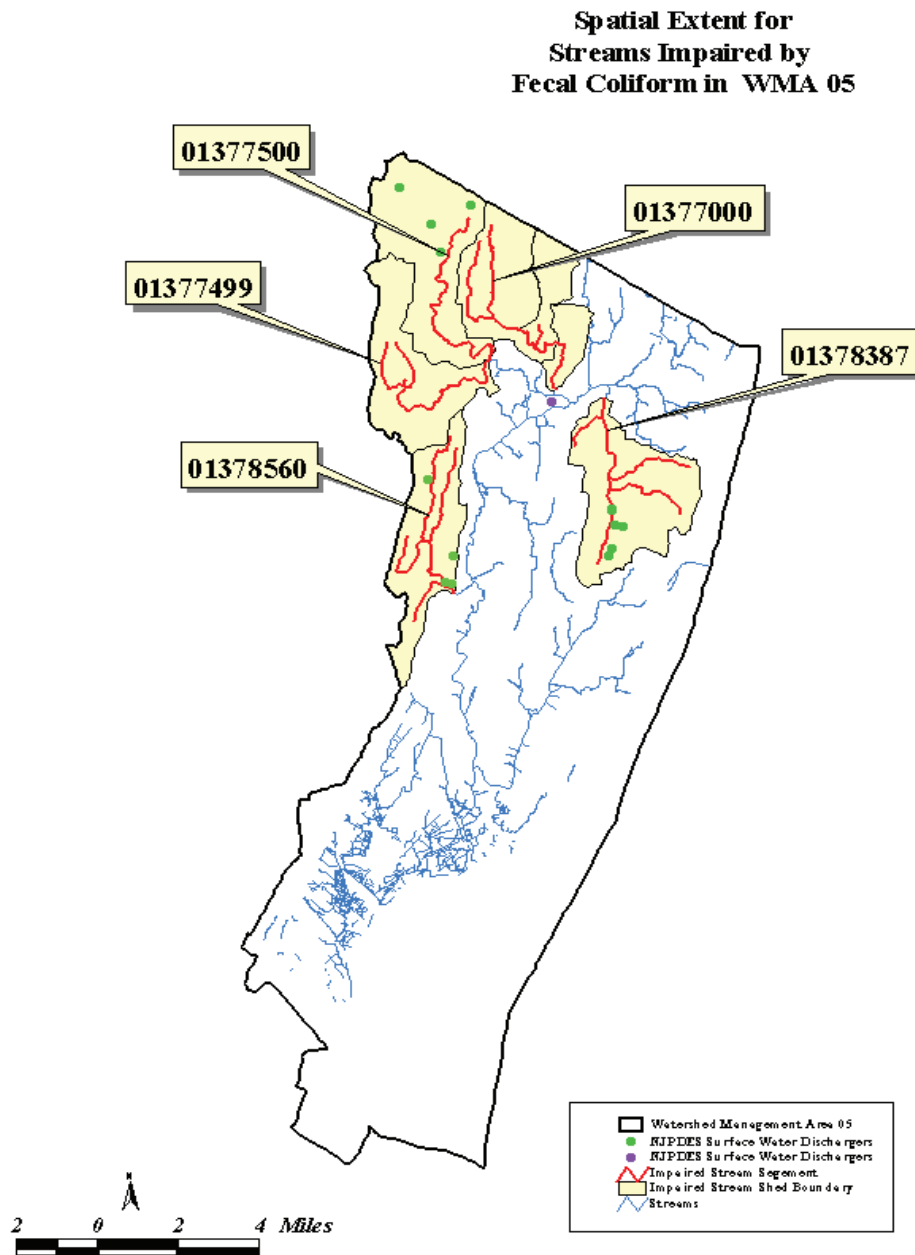 Spatial Extent for
Streams Impaired by
Fecal Coliform in WMA 05
01377500
01377000
01377499
01378387
01378560
Watershed Management Area 05
NJPDES Surface Water Dischargers
NJPDES Surface Water Dischargers
Impaired Stream Segement
Impaired Stream Shed Boundary
Streams
N
2 0 2 4 Miles